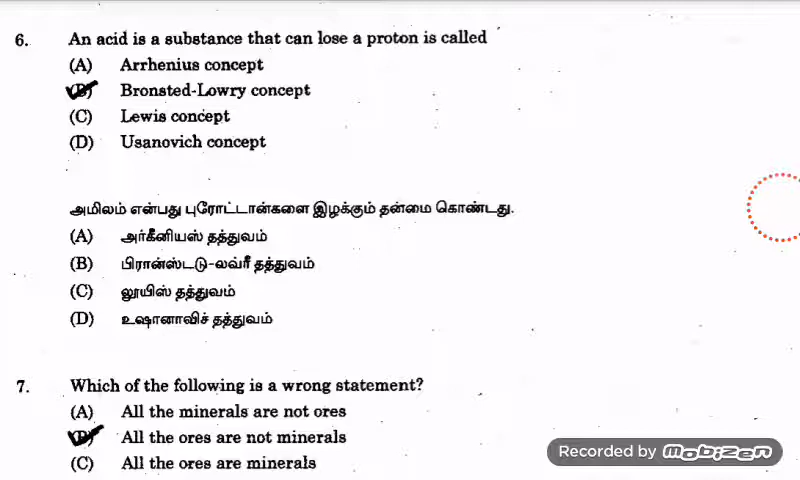 6. An acid is a substance that can lose a proton is called
(A) Arrhenius concept
(B) Bronsted-Lowry concept
(C) Lewis concept
(D) Usanovich concept
அமிலம் என்பது புரோட்டான்களை இழக்கும் தன்மை கொண்டது.
(A) அர்கீனியஸ் தத்துவம்
(B) பிரான்ஸ்டடு-லவ்ரீ தத்துவம்
(C) லூயிஸ் தத்துவம்
(D) உஷானாவிச் தத்துவம்
7. Which of the following is a wrong statement?
(A) All the minerals are not ores
(B) All the ores are not minerals
(C) All the ores are minerals
Recorded by mobizen